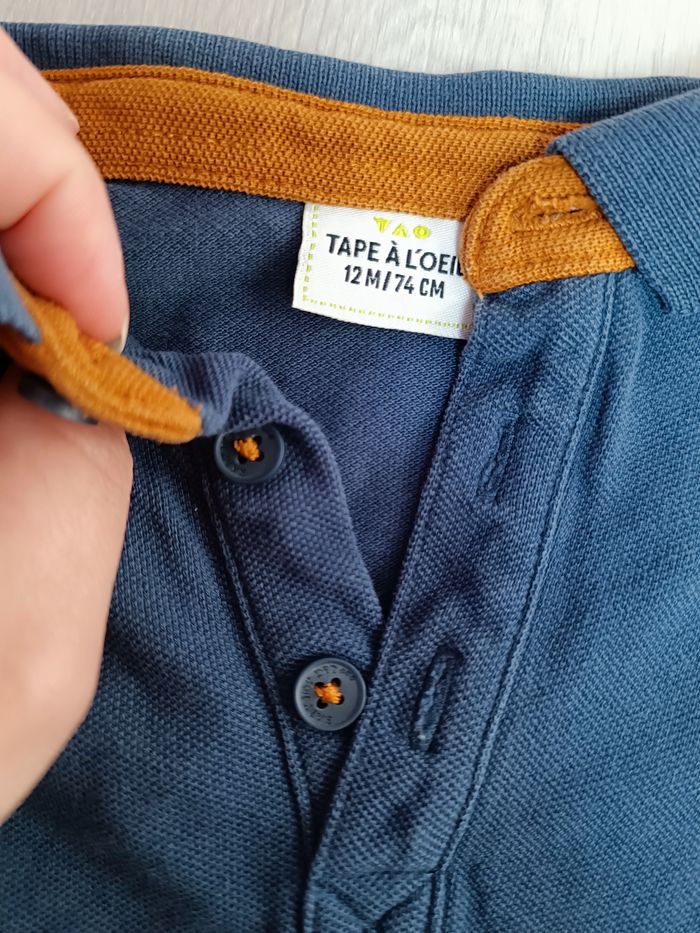 TAO
TAPE À L'OEIL
12 M/74 CM